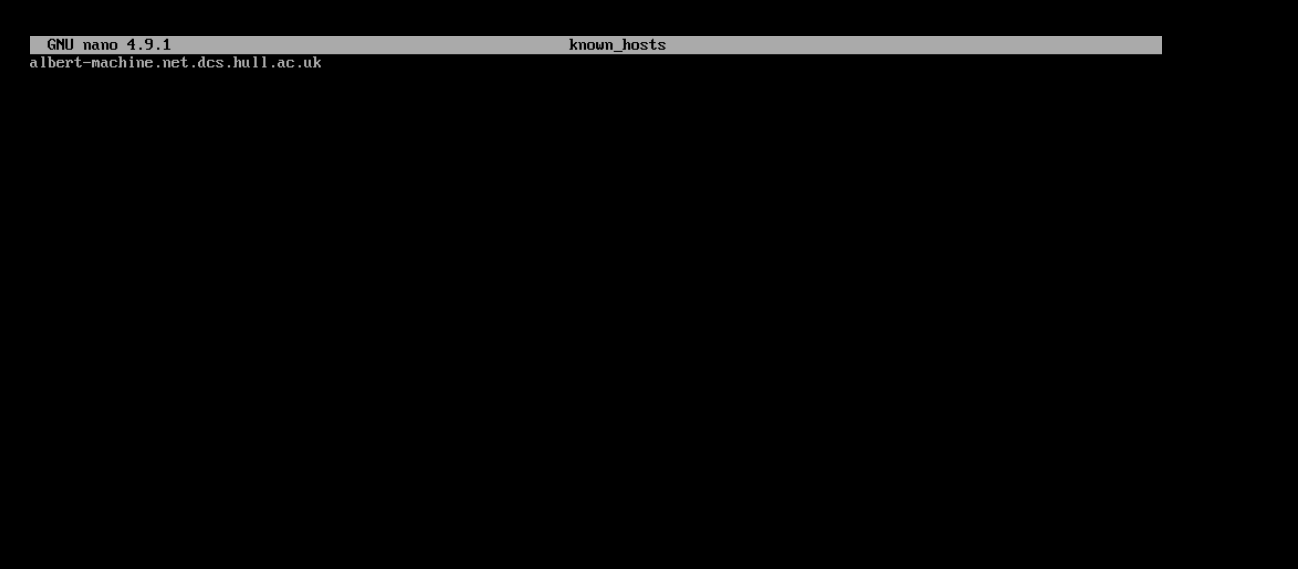 GNU nano 4.9.1 known_hosts
albert-machine.net.dcs.hull.ac.uk